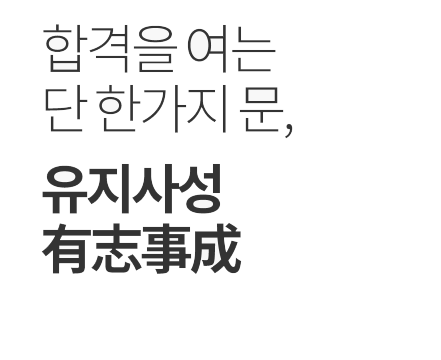 합격을 여는
단 한가지 문,
유지사성
有志事成